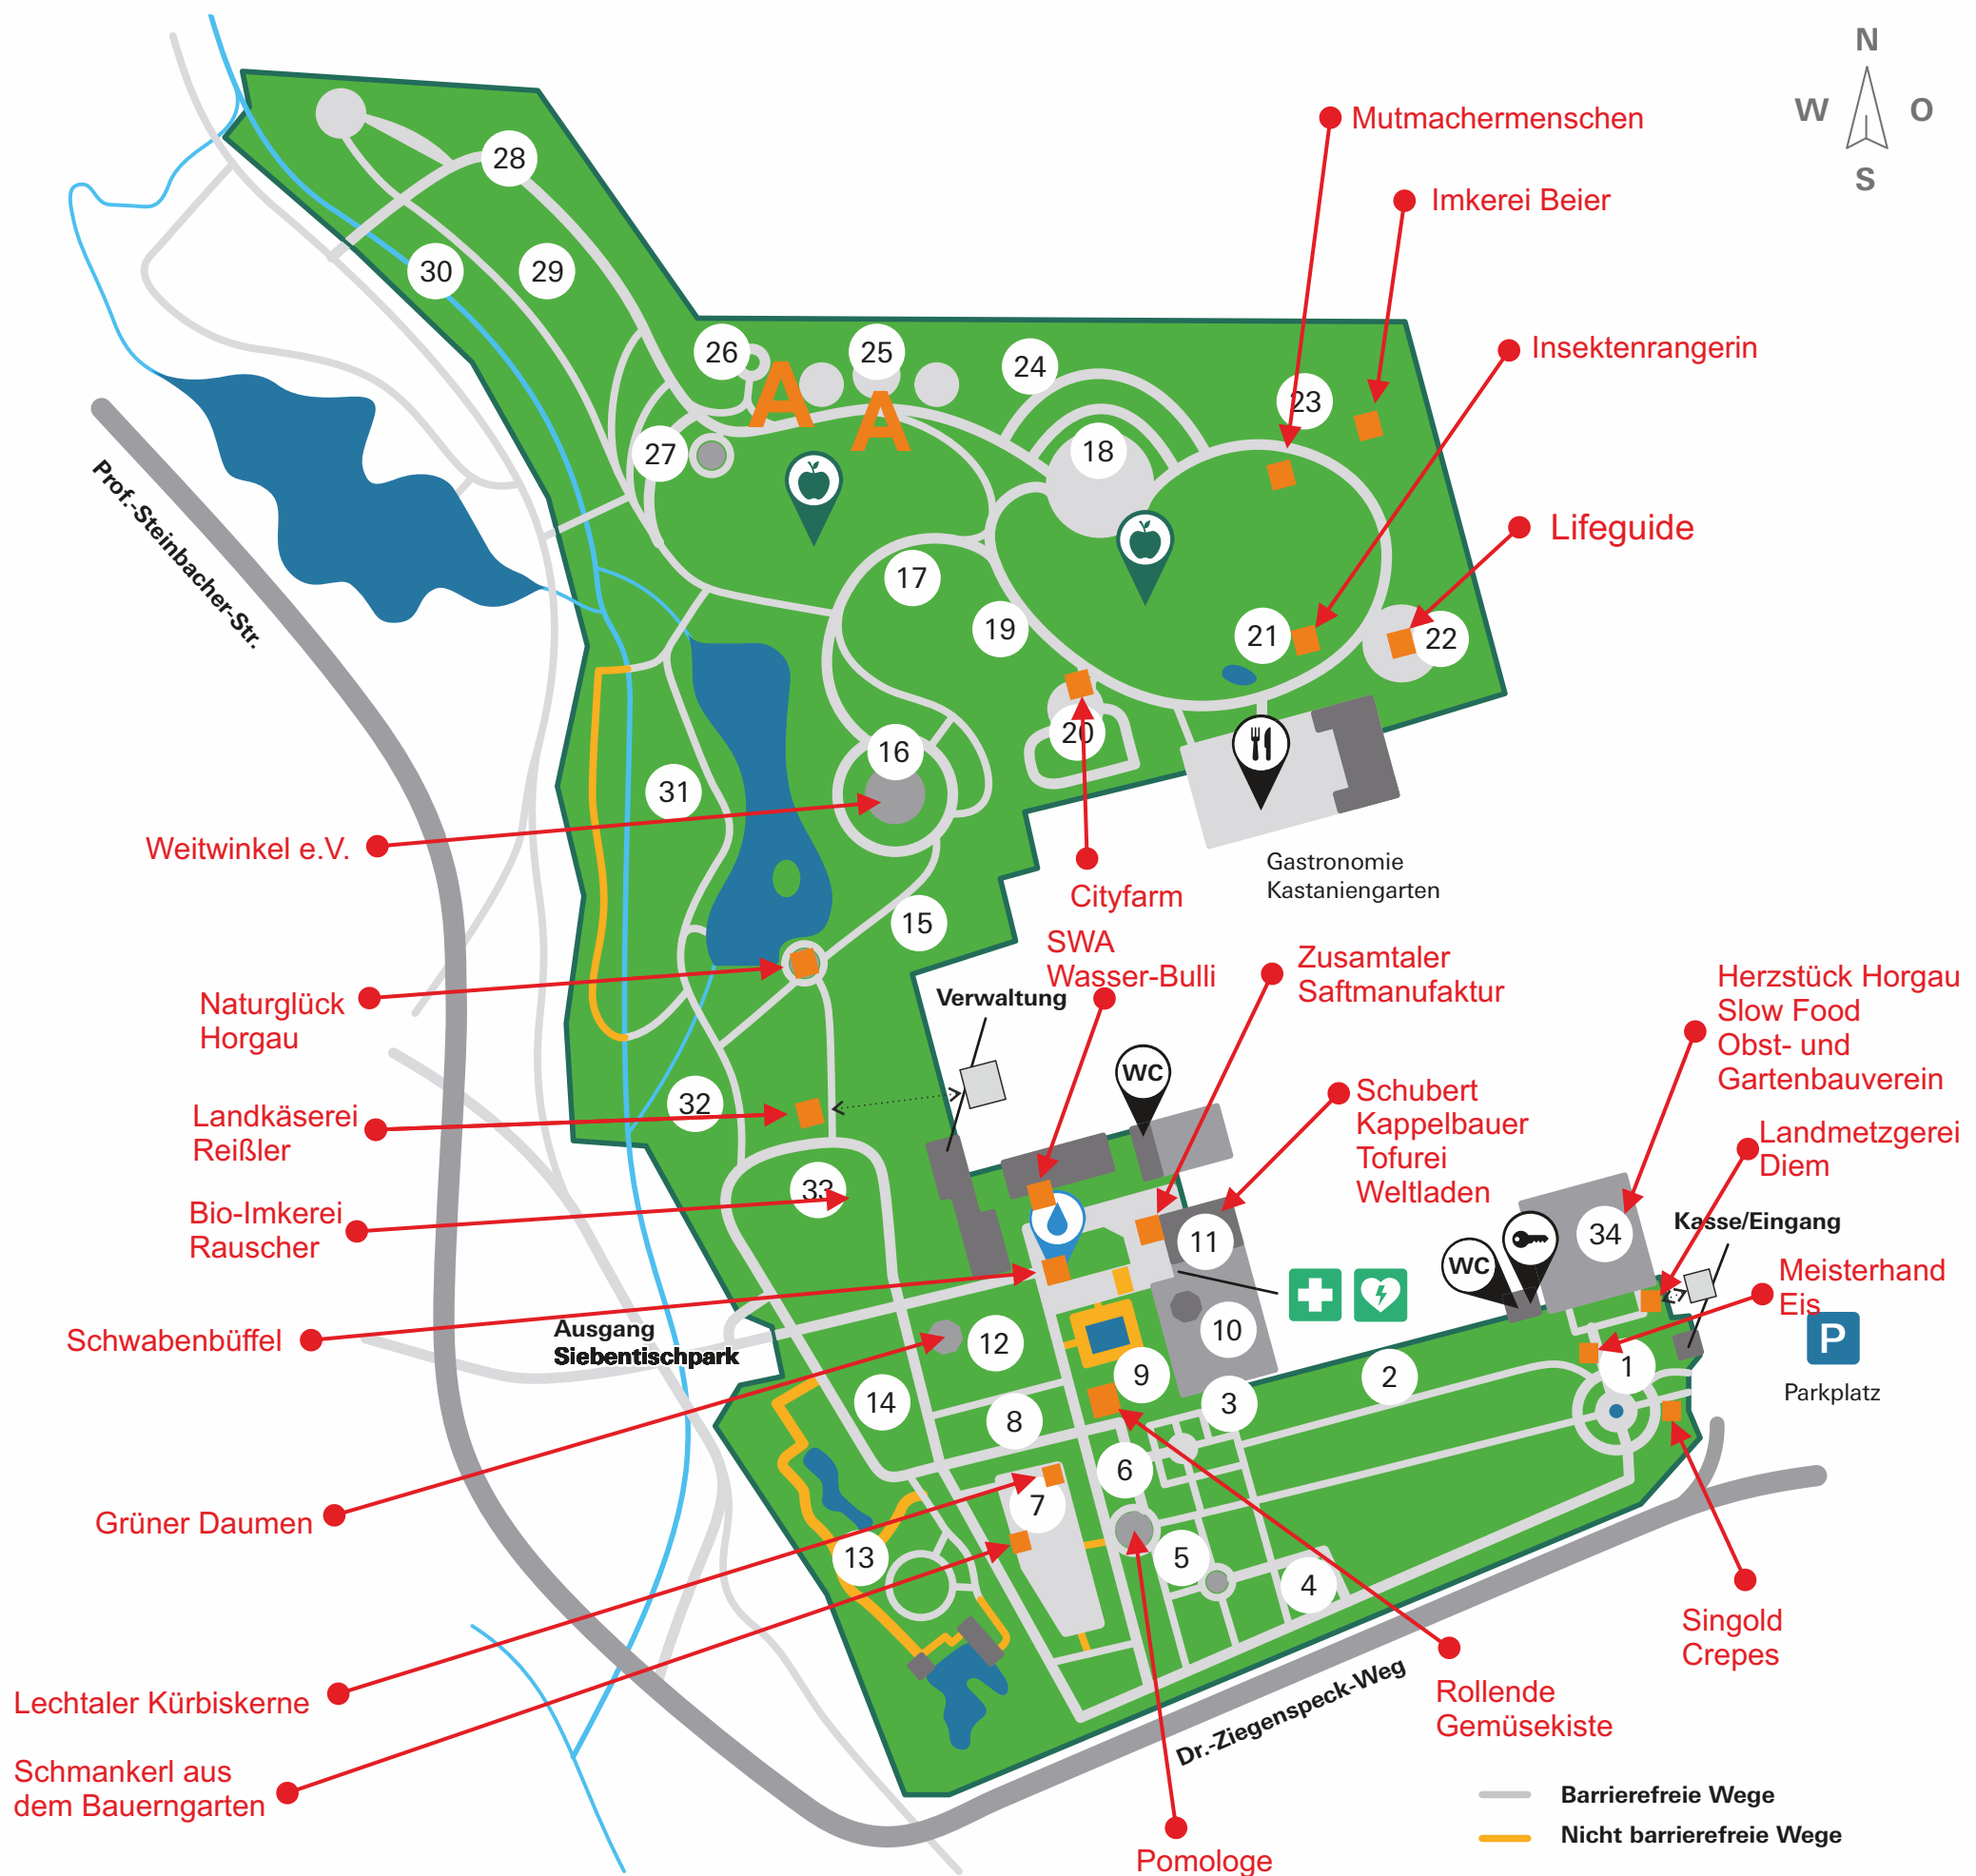 N
W
O
S
Mutmachermenschen
Imkerei Beier
Insektenrangerin
Lifeguide
28
30
29
26
25
24
23
A
A
27
18
17
19
21
22
20
16
31
15
Prof.-Steinbacher-Str.
Weitwinkel e.V.
Cityfarm
Gastronomie
Kastaniengarten
SWA
Wasser-Bulli
Zusamtaler
Saftmanufaktur
Herzstück Horgau
Slow Food
Obst- und
Gartenbauverein
Naturglück
Horgau
Verwaltung
WC
Schubert
Kappelbauer
Tofurei
Weltladen
Landmetzgerei
Diem
Landkäserei
Reißler
32
33
Bio-Imkerei
Rauscher
11
34
WC
Kasse/Eingang
Meisterhand
Eis
P
Parkplatz
Schwabenbüffel
Ausgang
Siebentischpark
12
10
9
2
1
3
14
8
6
7
13
5
4
Grüner Daumen
Singold
Crepes
Lechtaler Kürbiskerne
Rollende
Gemüsekiste
Dr.-Ziegenspeck-Weg
Schmankerl aus
dem Bauerngarten
Pomologe
Barrierefreie Wege
Nicht barrierefreie Wege